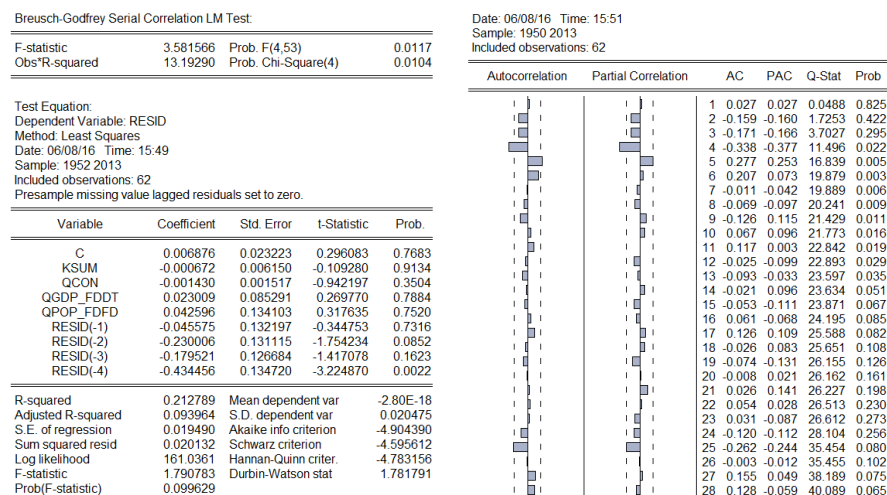 Breusch-Godfrey Serial Correlation LM Test:
F-statistic 3.581566 Prob. F(4,53) 0.0117
Obs*R-squared 13.19290 Prob. Chi-Square(4) 0.0104
Test Equation:
Dependent Variable: RESID
Method: Least Squares
Date: 06/08/16 Time: 15:49
Sample: 1952 2013
Included observations: 62
Presample missing value lagged residuals set to zero.
Variable Coefficient Std. Error t-Statistic Prob.
C 0.006876 0.023223 0.296083 0.7683
KSUM -0.000672 0.006150 -0.109280 0.9134
QCON -0.001430 0.001517 -0.942197 0.3504
QGDP_FDDT 0.023009 0.085291 0.269770 0.7884
QPOP_FDFD 0.042596 0.134103 0.317635 0.7520
RESID(-1) -0.045575 0.132197 -0.344753 0.7316
RESID(-2) -0.230006 0.131115 -1.754234 0.0852
RESID(-3) -0.179521 0.126684 -1.417078 0.1623
RESID(-4) -0.434456 0.134720 -3.224870 0.0022
R-squared 0.212789 Mean dependent var -2.80E-18
Adjusted R-squared 0.093964 S.D. dependent var 0.020475
S.E. of regression 0.019490 Akaike info criterion -4.904390
Sum squared resid 0.020132 Schwarz criterion -4.595612
Log likelihood 161.0361 Hannan-Quinn criter. -4.783156
F-statistic 1.790783 Durbin-Watson stat 1.781791
Prob(F-statistic) 0.099629
Date: 06/08/16 Time: 15:51
Sample: 1950 2013
Included observations: 62
Autocorrelation Partial Correlation AC PAC Q-Stat Prob
1 0.027 0.027 0.0488 0.825
2 -0.159 -0.160 1.7253 0.422
3 -0.171 -0.166 3.7027 0.295
4 -0.338 -0.377 11.496 0.022
5 0.277 0.253 16.839 0.005
6 0.207 0.073 19.879 0.003
7 -0.011 -0.042 19.889 0.006
8 -0.069 -0.097 20.241 0.009
9 -0.126 0.115 21.429 0.011
10 0.067 0.096 21.773 0.016
11 0.117 0.003 22.842 0.019
12 -0.025 -0.099 22.893 0.029
13 -0.093 -0.033 23.597 0.035
14 -0.021 0.096 23.634 0.051
15 -0.053 -0.111 23.871 0.067
16 0.061 -0.068 24.195 0.085
17 0.126 0.109 25.588 0.082
18 -0.026 0.083 25.651 0.108
19 -0.074 -0.131 26.155 0.126
20 -0.008 0.021 26.162 0.161
21 0.026 0.141 26.227 0.198
22 0.054 0.028 26.513 0.230
23 0.031 -0.087 26.612 0.273
24 -0.120 -0.112 28.104 0.256
25 -0.262 -0.244 35.454 0.080
26 -0.003 -0.012 35.455 0.102
27 0.155 0.049 38.189 0.075
28 0.128 -0.059 40.089 0.065